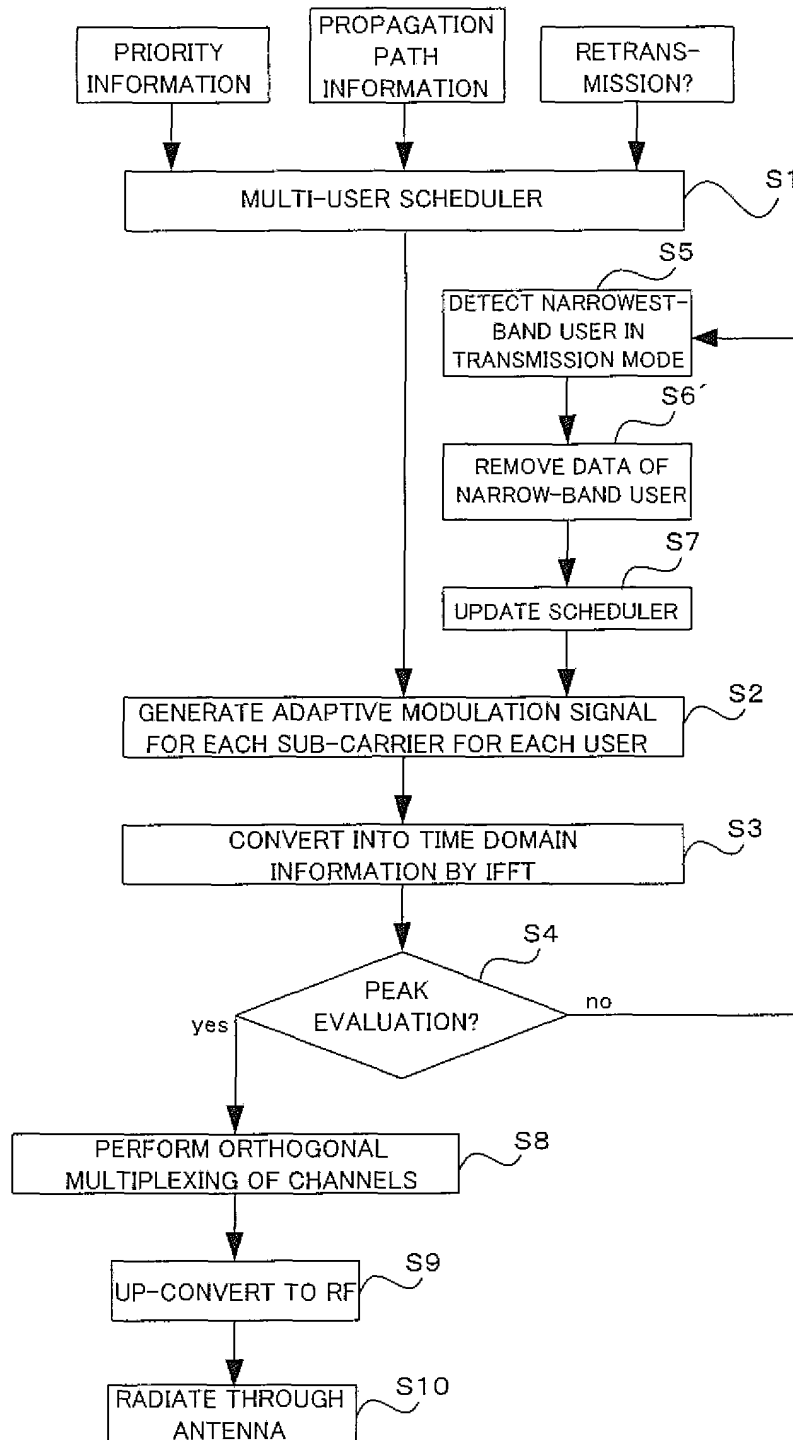 PRIORITY
INFORMATION
PROPAGATION
PATH
INFORMATION
RETRANS-
MISSION?
MULTI-USER SCHEDULER
S1
S5
DETECT NARROWEST-
BAND USER IN
TRANSMISSION MODE
S6´
REMOVE DATA OF
NARROW-BAND USER
S7
UPDATE SCHEDULER
S2
GENERATE ADAPTIVE MODULATION SIGNAL
FOR EACH SUB-CARRIER FOR EACH USER
S3
CONVERT INTO TIME DOMAIN
INFORMATION BY IFFT
S4
PEAK
EVALUATION?
yes
no
S8
PERFORM ORTHOGONAL
MULTIPLEXING OF CHANNELS
S9
UP-CONVERT TO RF
S10
RADIATE THROUGH
ANTENNA